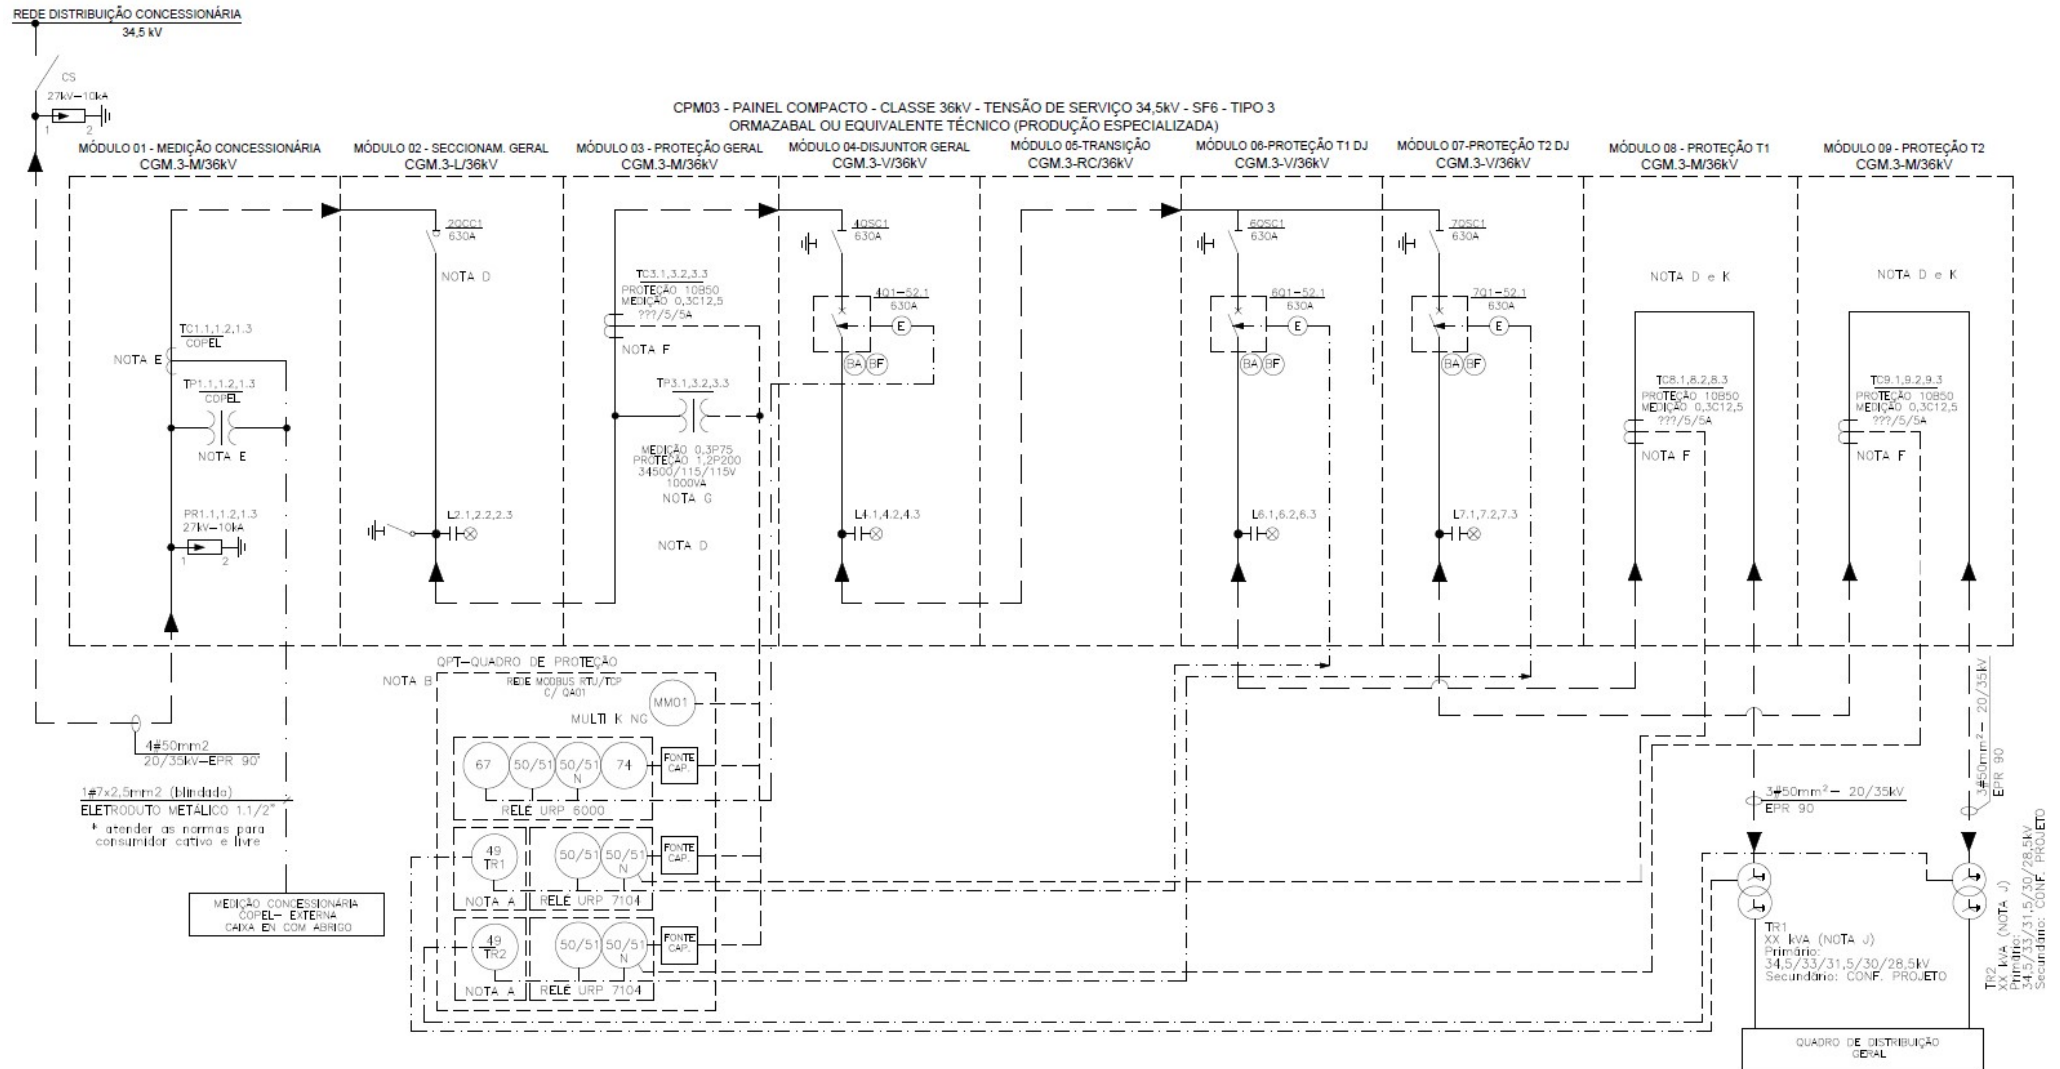 REDE DISTRIBUIÇÃO CONCESSIONÁRIA
34,5 kV
CS
27kV-10kA
1 2
CPM03 - PAINEL COMPACTO - CLASSE 36kV - TENSÃO DE SERVIÇO 34,5kV - SF6 - TIPO 3
ORMAZABAL OU EQUIVALENTE TÉCNICO (PRODUÇÃO ESPECIALIZADA)
MÓDULO 01 - MEDIÇÃO CONCESSIONÁRIA
CGM.3-M/36kV
TC1.1,1.2,1.3
COPEL
NOTA E
TP1.1,1.2,1.3
COPEL
NOTA E
PR1.1,1.2,1.3
27kV-10kA
1 2
MÓDULO 02 - SECCIONAM. GERAL
CGM.3-L/36kV
2QCC1
630A
NOTA D
L2.1,2.2,2.3
MÓDULO 03 - PROTEÇÃO GERAL
CGM.3-M/36kV
TC3.1,3.2,3.3
PROTEÇÃO 10B50
MEDIÇÃO 0,3C12,5
???/5/5A
NOTA F
TP3.1,3.2,3.3
MEDIÇÃO 0,3P75
PROTEÇÃO 1,2P200
34500/115/115V
1000VA
NOTA G
NOTA D
MÓDULO 04-DISJUNTOR GERAL
CGM.3-V/36kV
4QSC1
630A
4Q1-52.1
630A
E
BA BF
L4.1,4.2,4.3
MÓDULO 05-TRANSIÇÃO
CGM.3-RC/36kV
MÓDULO 06-PROTEÇÃO T1 DJ
CGM.3-V/36kV
6QSC1
630A
6Q1-52.1
630A
E
BA BF
L6.1,6.2,6.3
MÓDULO 07-PROTEÇÃO T2 DJ
CGM.3-V/36kV
7QSC1
630A
7Q1-52.1
630A
E
BA BF
L7.1,7.2,7.3
MÓDULO 08 - PROTEÇÃO T1
CGM.3-M/36kV
NOTA D e K
TC8.1,8.2,8.3
PROTEÇÃO 10B50
MEDIÇÃO 0,3C12,5
???/5/5A
NOTA F
MÓDULO 09 - PROTEÇÃO T2
CGM.3-M/36kV
NOTA D e K
TC9.1,9.2,9.3
PROTEÇÃO 10B50
MEDIÇÃO 0,3C12,5
???/5/5A
NOTA F
4#50mm2
20/35kV-EPR 90
1#7x2,5mm2 (blindado)
ELETRODUTO METÁLICO 1.1/2"
* atender as normas para
consumidor cativo e livre
MEDIÇÃO CONCESSIONÁRIA
COPEL- EXTERNA
CAIXA EN COM ABRIGO
QPT-QUADRO DE PROTEÇÃO
NOTA B
REDE MODBUS RTU/TCP
C/ QA01
MULTI K NG
MM01
67
50/51
50/51
N
74
FONTE
CAP.
RELÉ URP 6000
49
TR1
50/51
50/51
N
FONTE
CAP.
NOTA A
RELÉ URP 7104
49
TR2
50/51
50/51
N
FONTE
CAP.
NOTA A
RELÉ URP 7104
3#50mm²- 20/35kV
EPR 90
3#50mm²- 20/35kV
EPR 90
TR1
XX kVA (NOTA J)
Primário:
34,5/33/31,5/30/28,5kV
Secundário: CONF. PROJETO
TR2
XX kVA (NOTA J)
Primário:
34,5/33/31,5/30/28,5kV
Secundário: CONF. PROJETO
QUADRO DE DISTRIBUIÇÃO
GERAL